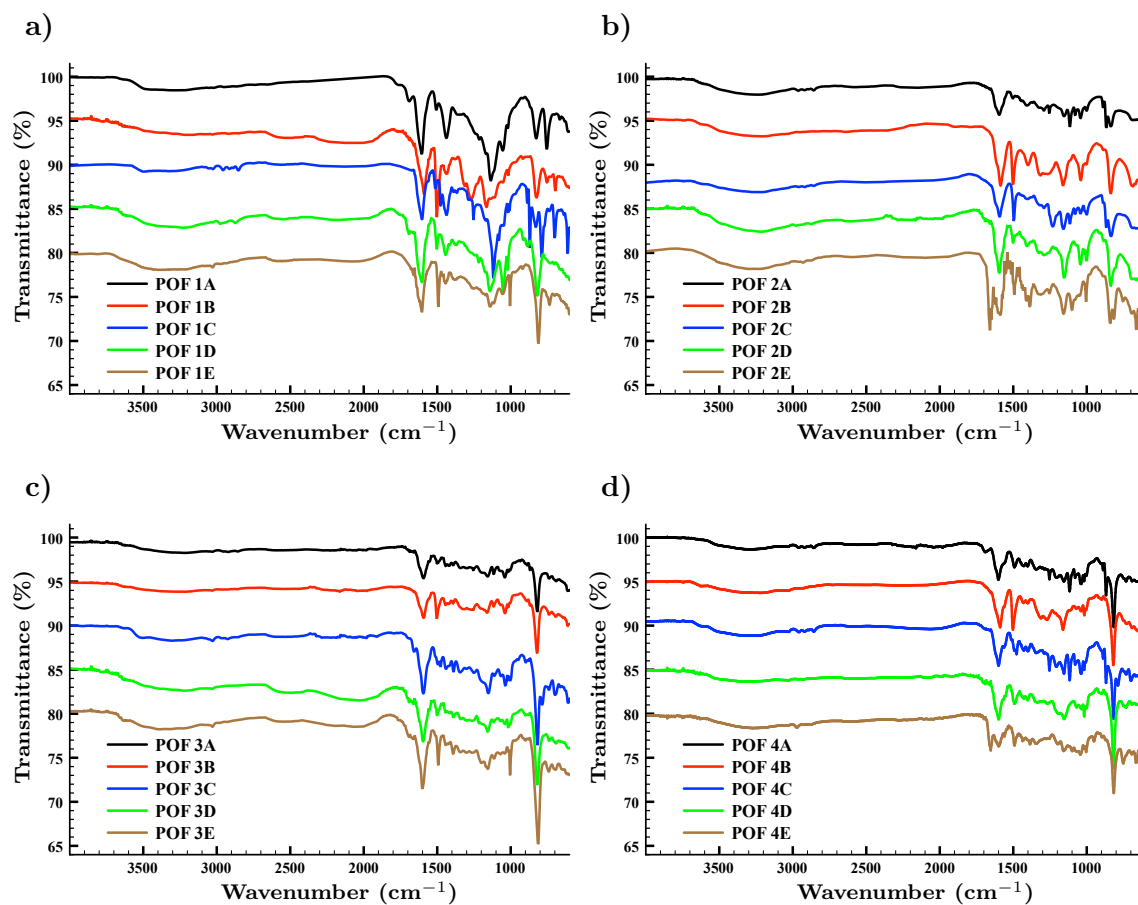 a)
100
95
90
85
80
75
70
65
Transmittance (%)
POF 1A
POF 1B
POF 1C
POF 1D
POF 1E
3500 3000 2500 2000 1500 1000
Wavenumber (cm−1)
b)
100
95
90
85
80
75
70
65
Transmittance (%)
POF 2A
POF 2B
POF 2C
POF 2D
POF 2E
3500 3000 2500 2000 1500 1000
Wavenumber (cm−1)
c)
100
95
90
85
80
75
70
65
Transmittance (%)
POF 3A
POF 3B
POF 3C
POF 3D
POF 3E
3500 3000 2500 2000 1500 1000
Wavenumber (cm−1)
d)
100
95
90
85
80
75
70
65
Transmittance (%)
POF 4A
POF 4B
POF 4C
POF 4D
POF 4E
3500 3000 2500 2000 1500 1000
Wavenumber (cm−1)